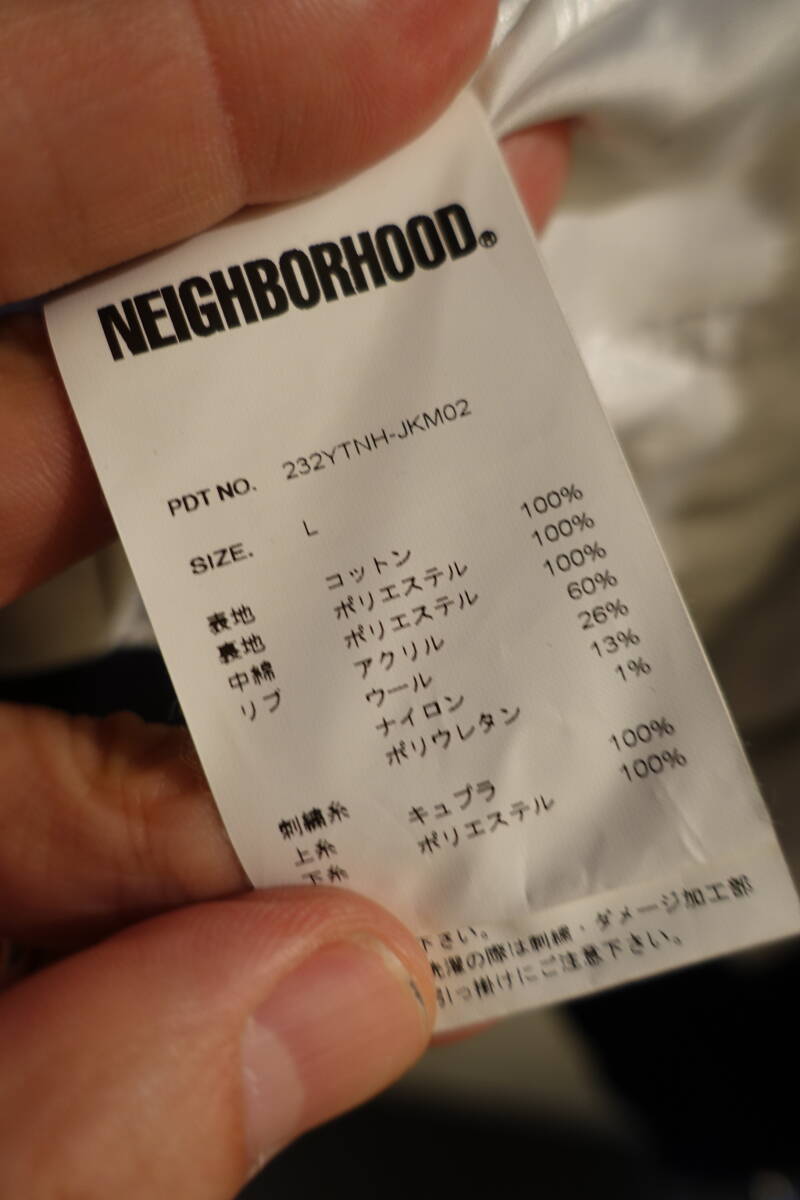 NEIGHBORHOOD®
PDT NO. 232YTNH-JKM02
SIZE. L
表地 コットン 100%
裏地 ポリエステル 100%
中綿 ポリエステル 100%
リブ アクリル 60%
ウール 26%
ナイロン 13%
ポリウレタン 1%
刺繍糸
上糸 キュプラ 100%
下糸 ポリエステル 100%
下さい。
洗濯の際は刺繍・ダメージ加工部
引っ掛けにご注意下さい。